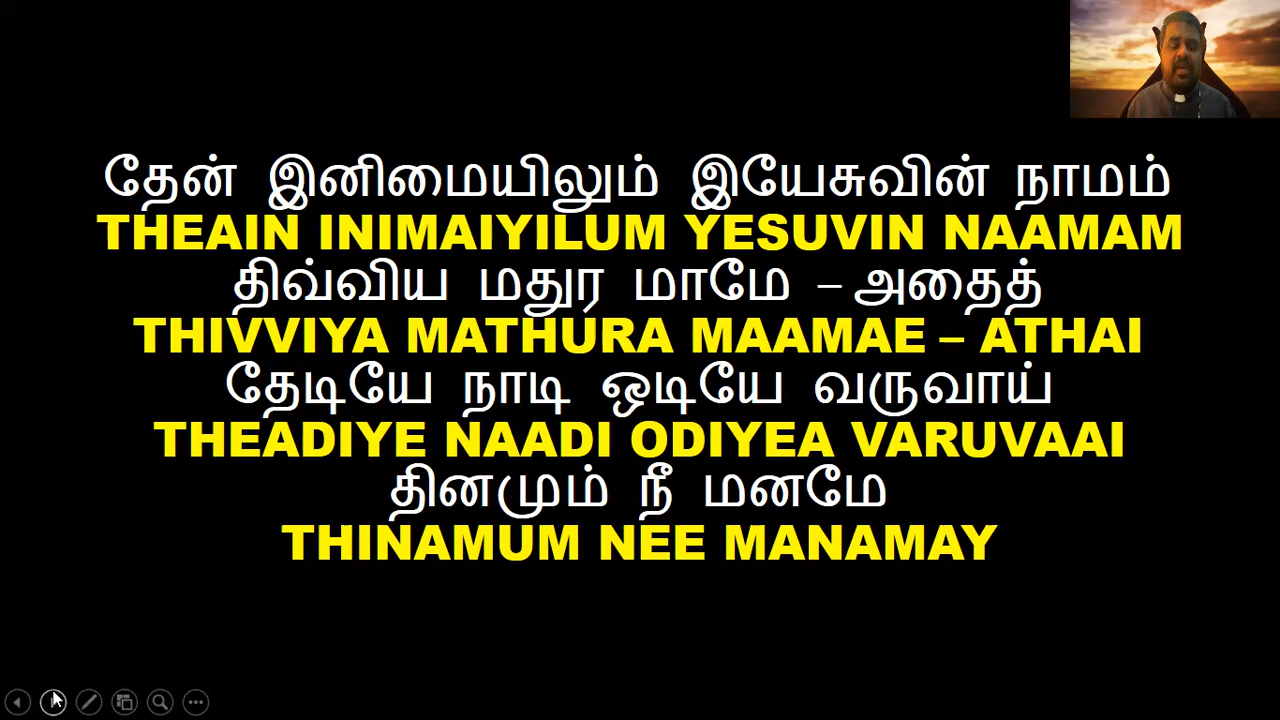 தேன் இனிமையிலும் இயேசுவின் நாமம்
THEAIN INIMAIYILUM YESUVIN NAAMAM
திவ்விய மதுர மாமே – அதைத்
THIVVIYA MATHURA MAAMAE – ATHAI
தேடியே நாடி ஒடியே வருவாய்
THEADIYE NAADI ODIYEA VARUVAAI
தினமும் நீ மனமே
THINAMUM NEE MANAMAY